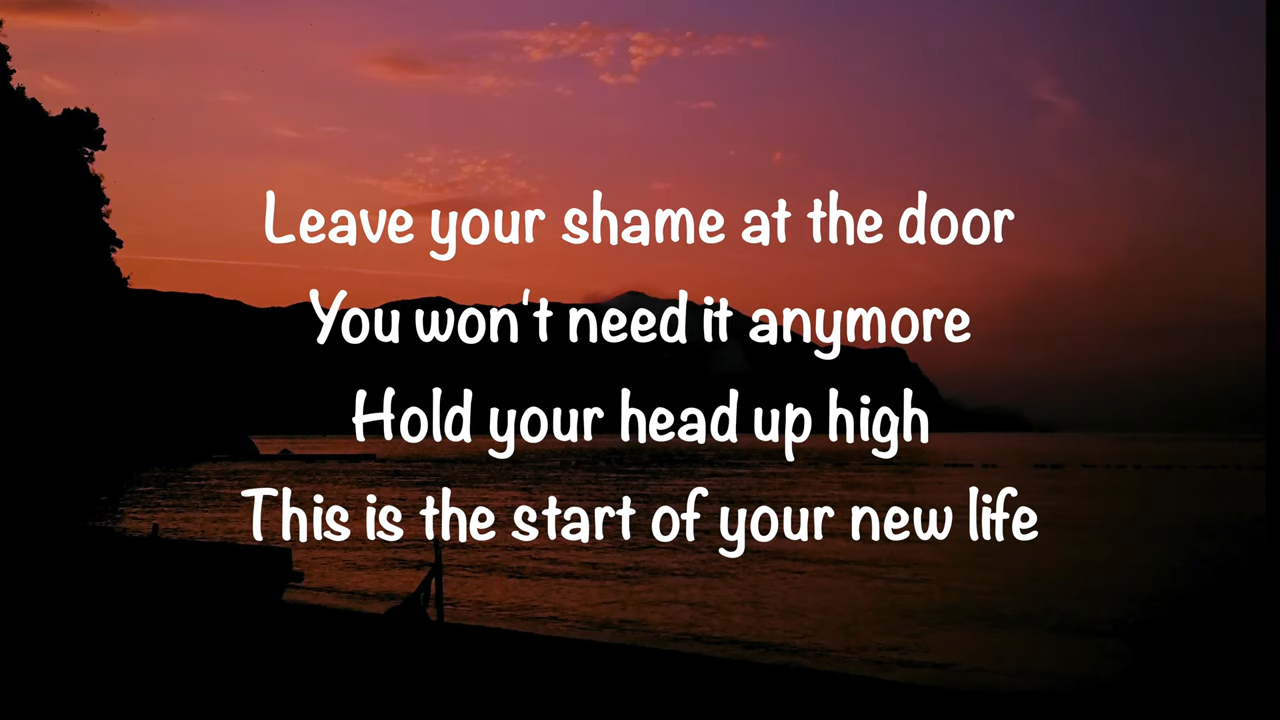 Leave your shame at the door
You won't need it anymore
Hold your head up high
This is the start of your new life